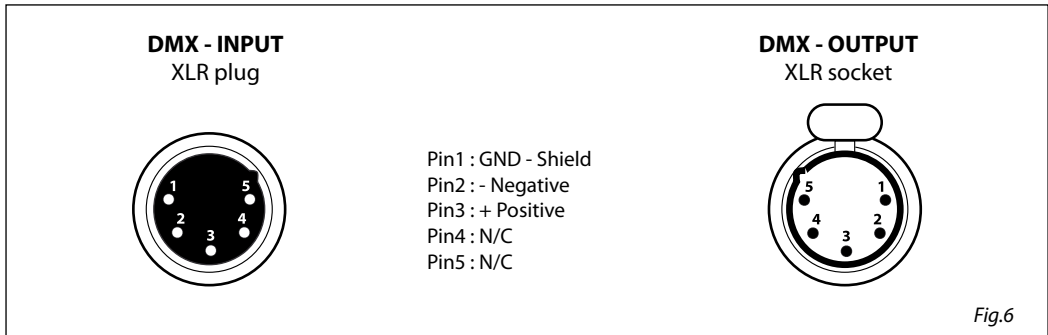 DMX - INPUT
XLR plug
1
5
2
4
3
Pin1 : GND - Shield
Pin2 : - Negative
Pin3 : + Positive
Pin4 : N/C
Pin5 : N/C
DMX - OUTPUT
XLR socket
5
1
4
2
3
Fig.6